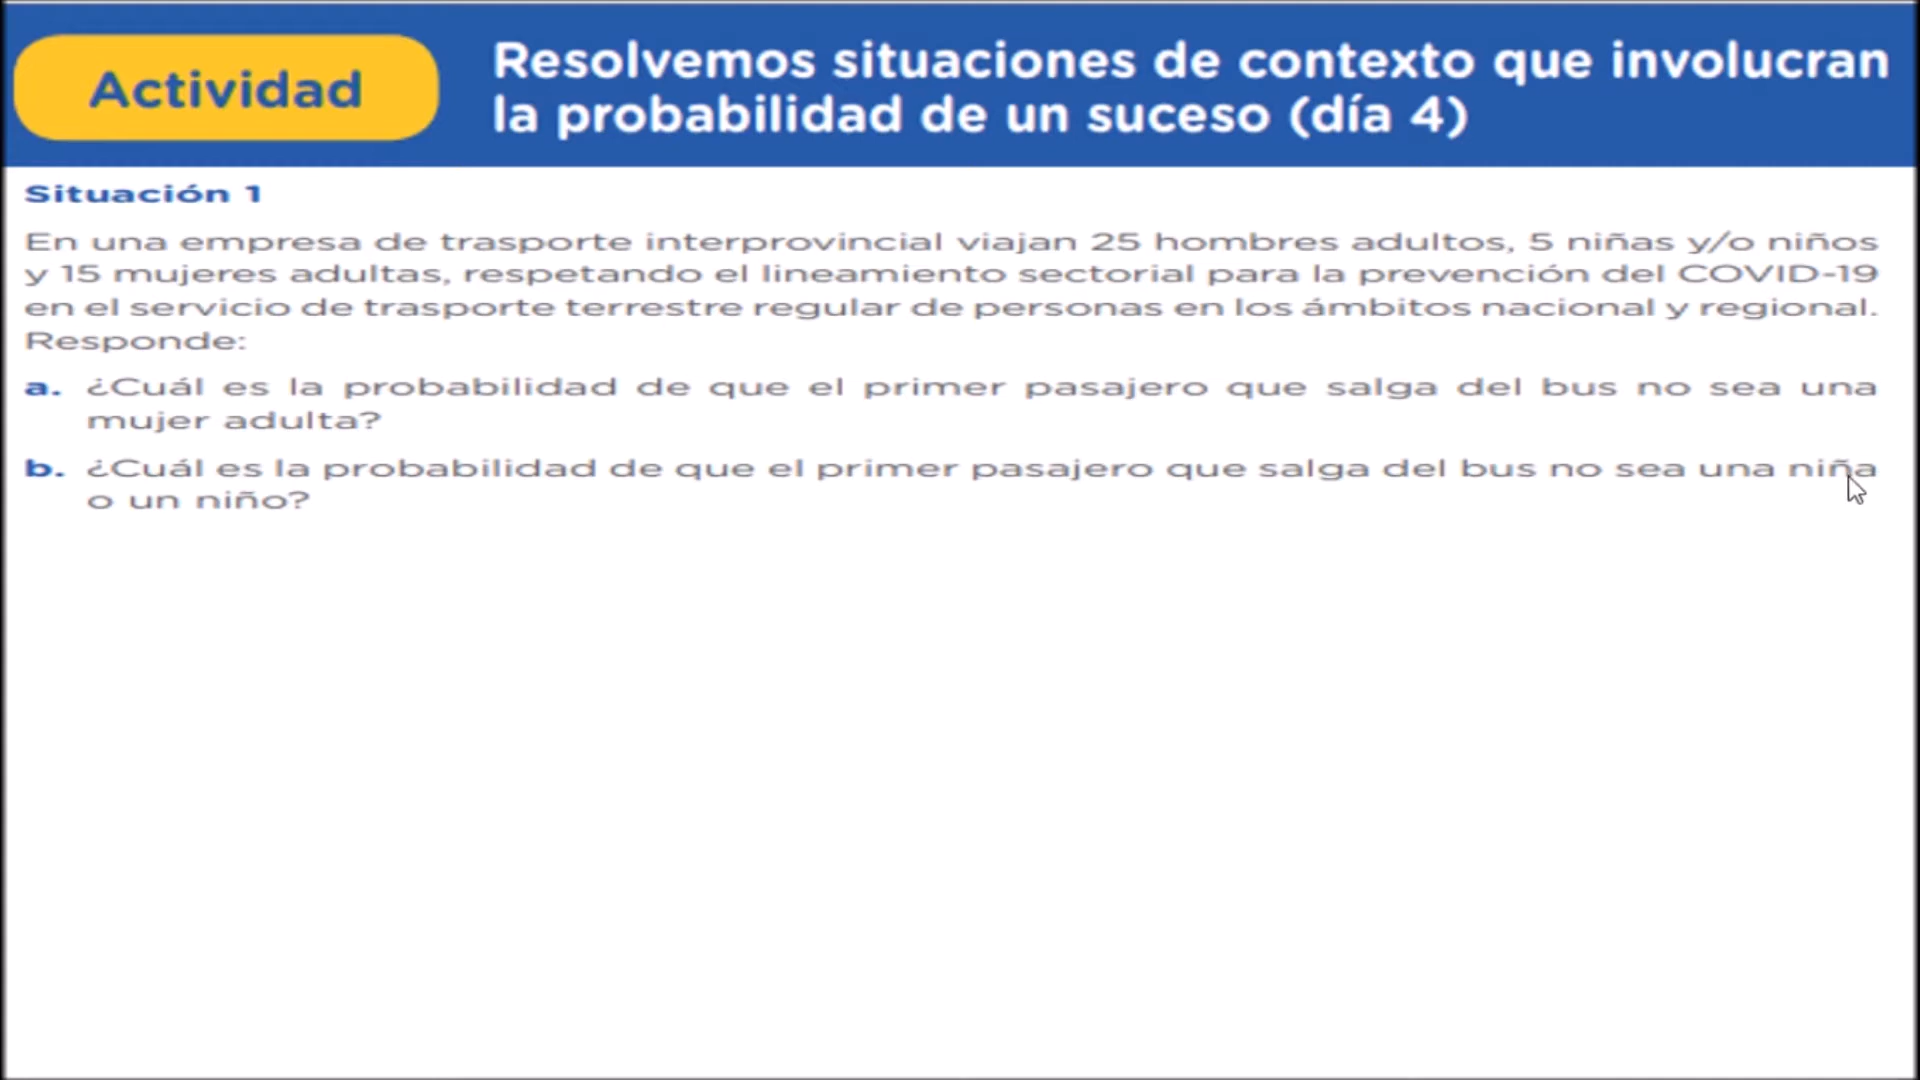 Actividad
Resolvemos situaciones de contexto que involucran
la probabilidad de un suceso (día 4)
Situación 1
En una empresa de trasporte interprovincial viajan 25 hombres adultos, 5 niñas y/o niños
y 15 mujeres adultas, respetando el lineamiento sectorial para la prevención del COVID-19
en el servicio de trasporte terrestre regular de personas en los ámbitos nacional y regional.
Responde:
a. ¿Cuál es la probabilidad de que el primer pasajero que salga del bus no sea una
mujer adulta?
b. ¿Cuál es la probabilidad de que el primer pasajero que salga del bus no sea una niña
o un niño?